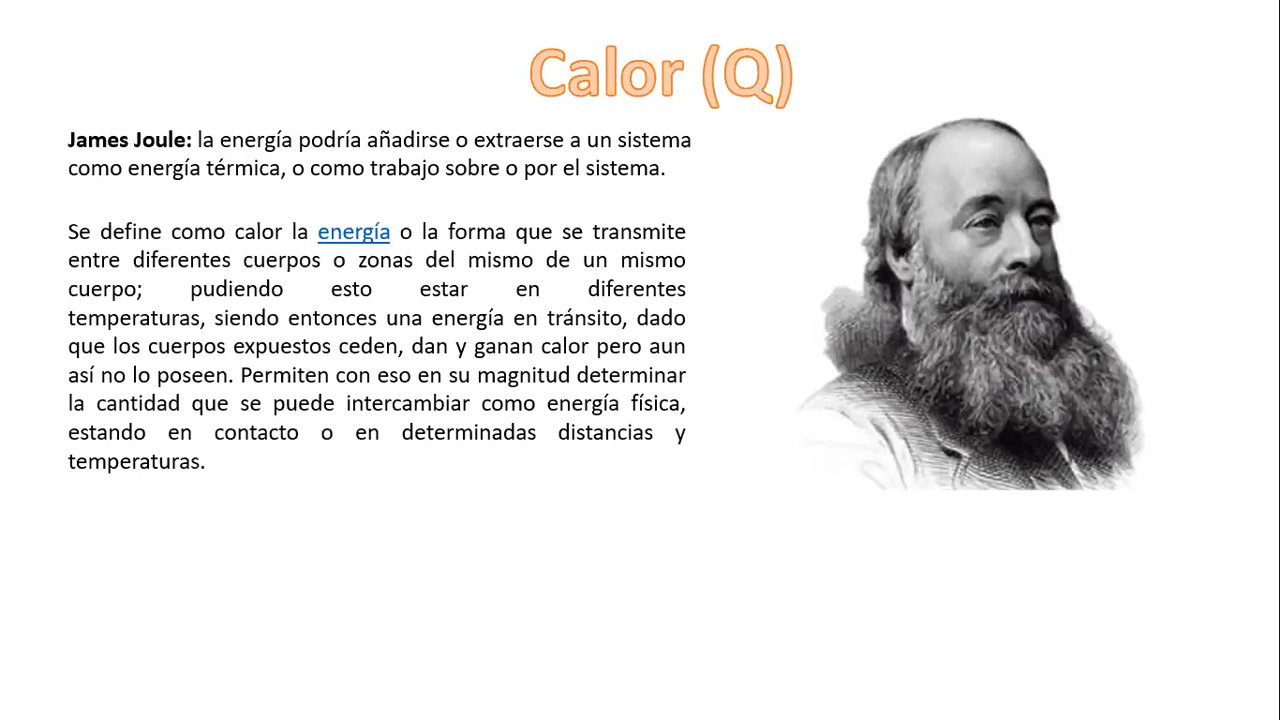 Calor (Q)
James Joule: la energía podría añadirse o extraerse a un sistema
como energía térmica, o como trabajo sobre o por el sistema.
Se define como calor la energía o la forma que se transmite
entre diferentes cuerpos o zonas del mismo de un mismo
cuerpo; pudiendo esto estar en diferentes
temperaturas, siendo entonces una energía en tránsito, dado
que los cuerpos expuestos ceden, dan y ganan calor pero aun
así no lo poseen. Permiten con eso en su magnitud determinar
la cantidad que se puede intercambiar como energía física,
estando en contacto o en determinadas distancias y
temperaturas.